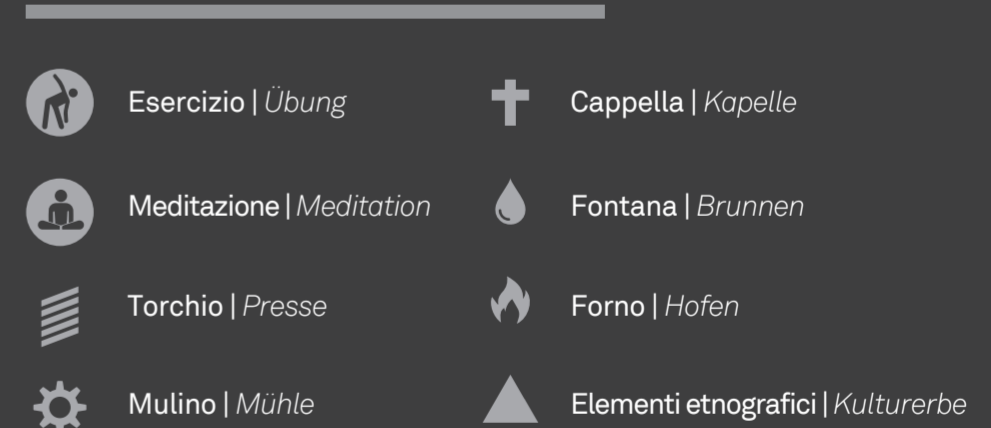 Esercizio | Übung
Meditazione | Meditation
Torchio | Presse
Mulino | Mühle
Cappella | Kapelle
Fontana | Brunnen
Forno | Hofen
Elementi etnografici | Kulturerbe